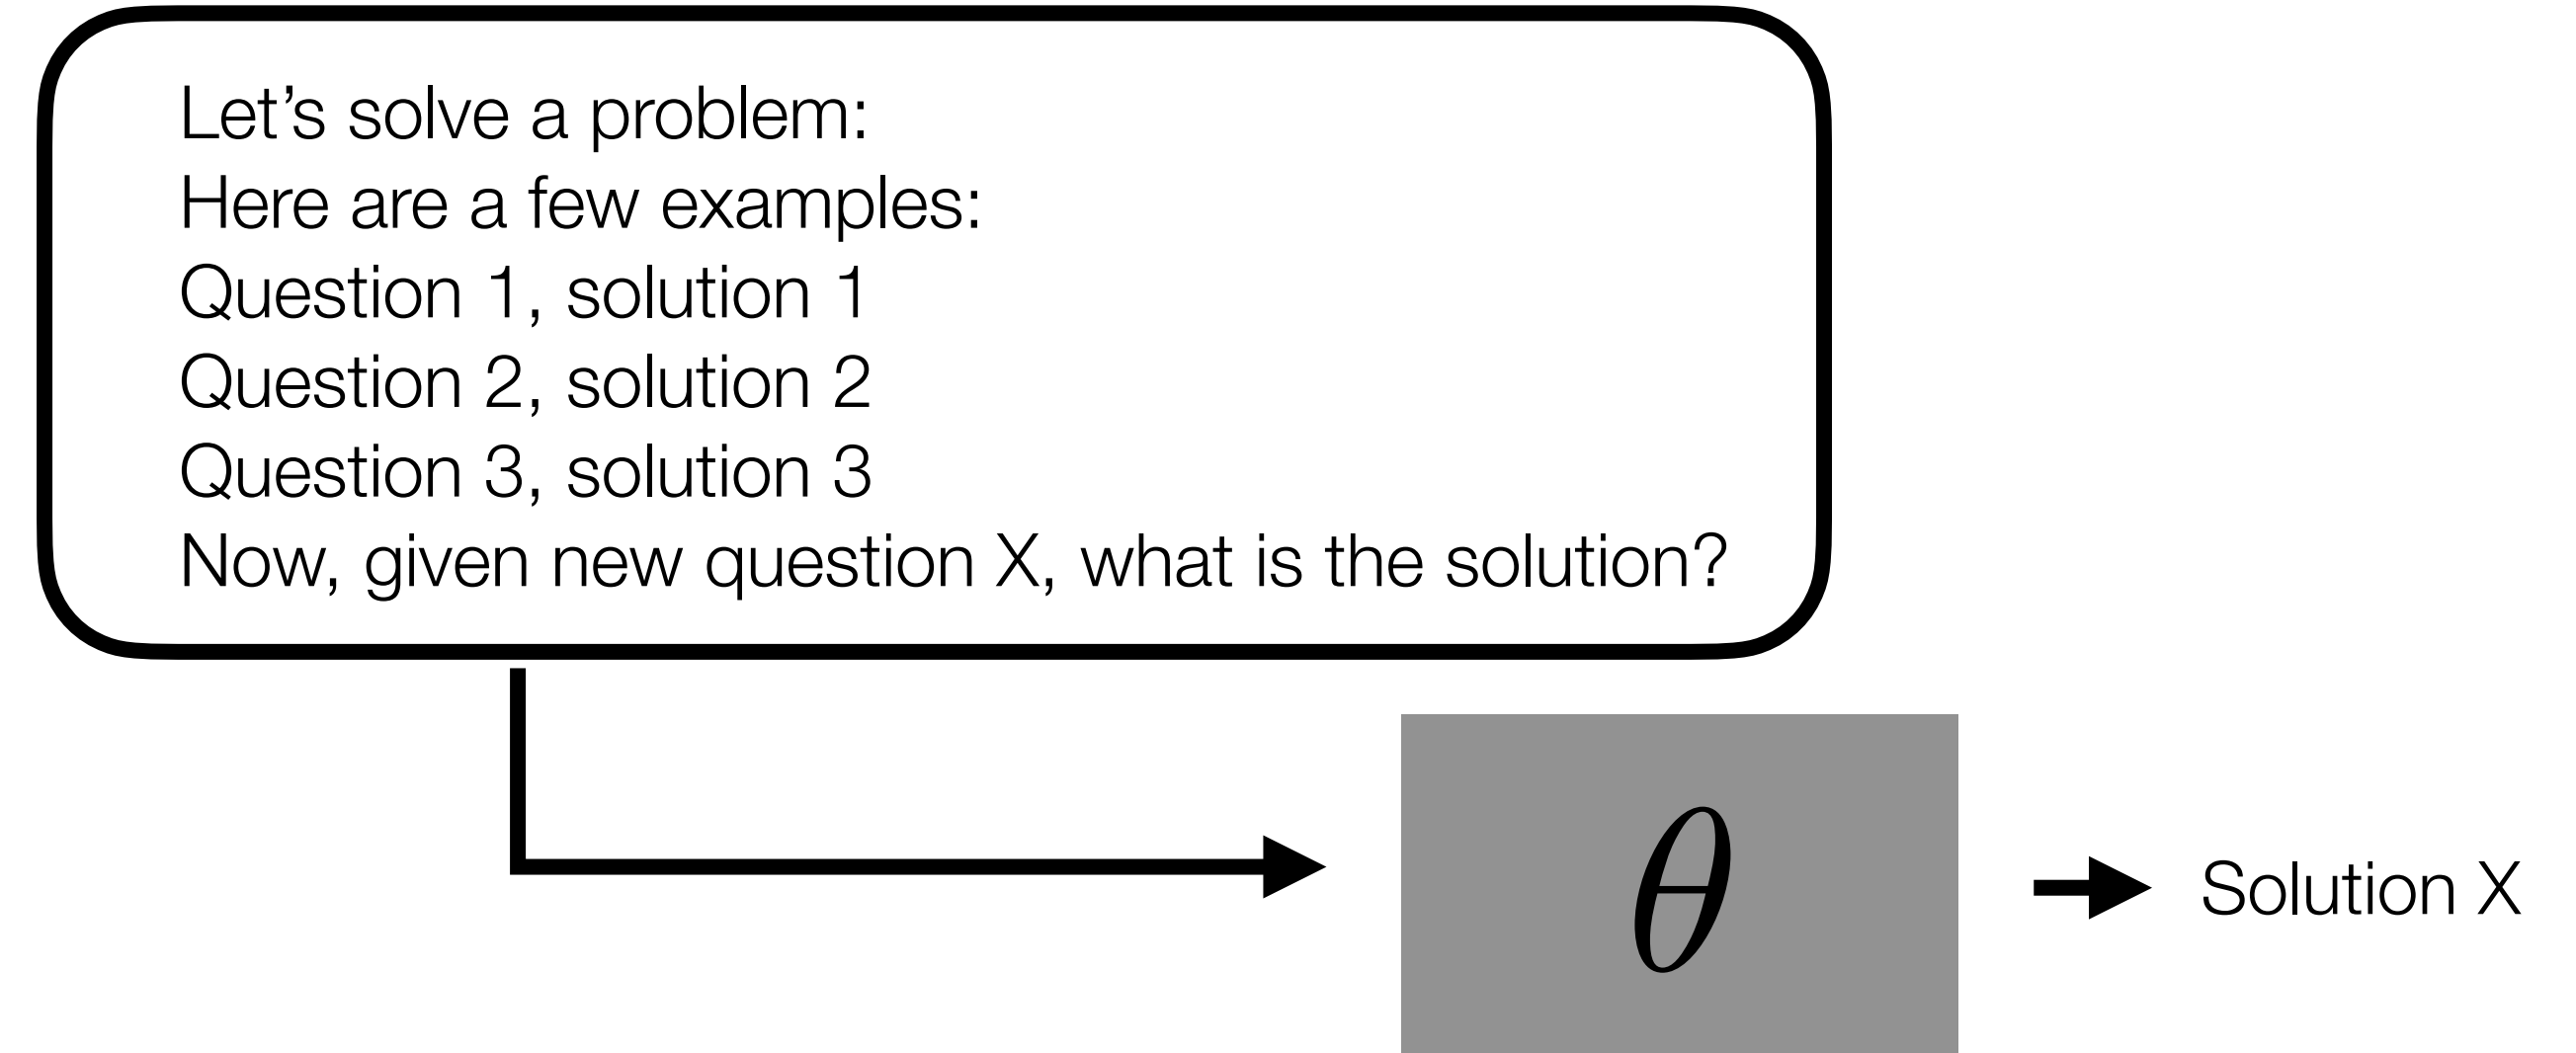 Let’s solve a problem:
Here are a few examples:
Question 1, solution 1
Question 2, solution 2
Question 3, solution 3
Now, given new question X, what is the solution?
θ
Solution X